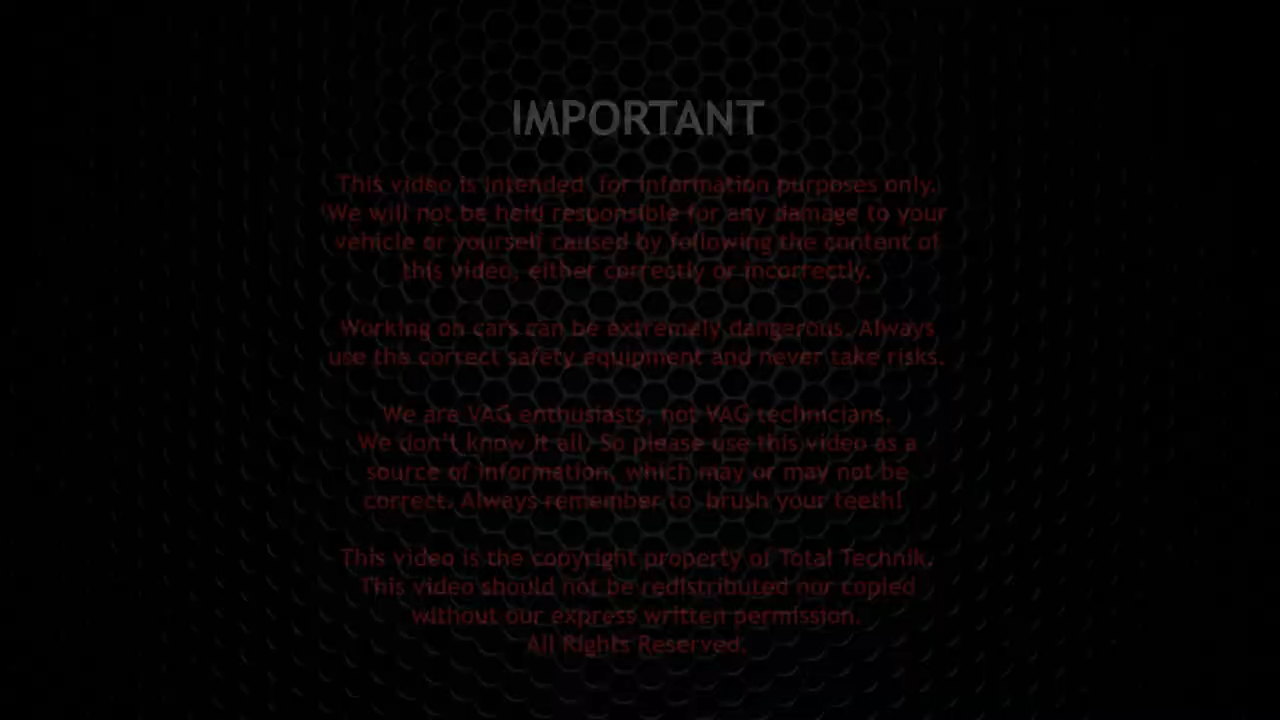 IMPORTANT
This video is intended for information purposes only.
We will not be held responsible for any damage to your
vehicle or yourself caused by following the content of
this video, either correctly or incorrectly.
Working on cars can be extremely dangerous. Always
use the correct safety equipment and never take risks.
We are VAG enthusiasts, not VAG technicians.
We don't know it all. So please use this video as a
source of information, which may or may not be
correct. Always remember to brush your teeth!
This video is the copyright property of Total Technik.
This video should not be redistributed nor copied
without our express written permission.
All Rights Reserved.